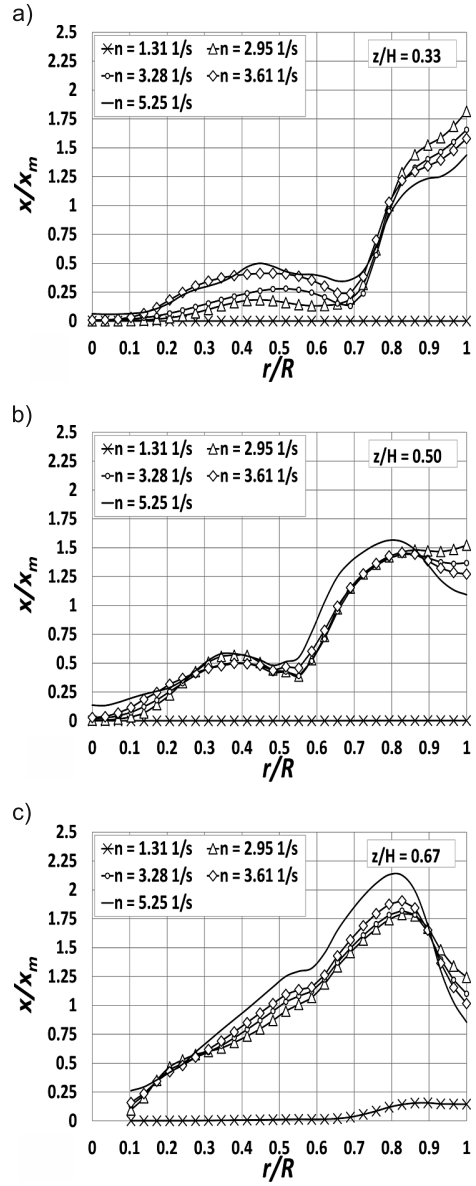 a)
n = 1.31 1/s n = 2.95 1/s
n = 3.28 1/s n = 3.61 1/s
n = 5.25 1/s
z/H = 0.33
2.5
2.25
2
1.75
1.5
1.25
1
0.75
0.5
0.25
0
x/xm
0 0.1 0.2 0.3 0.4 0.5 0.6 0.7 0.8 0.9 1
r/R
b)
n = 1.31 1/s n = 2.95 1/s
n = 3.28 1/s n = 3.61 1/s
n = 5.25 1/s
z/H = 0.50
2.5
2.25
2
1.75
1.5
1.25
1
0.75
0.5
0.25
0
x/xm
0 0.1 0.2 0.3 0.4 0.5 0.6 0.7 0.8 0.9 1
r/R
c)
n = 1.31 1/s n = 2.95 1/s
n = 3.28 1/s n = 3.61 1/s
n = 5.25 1/s
z/H = 0.67
2.5
2.25
2
1.75
1.5
1.25
1
0.75
0.5
0.25
0
x/xm
0 0.1 0.2 0.3 0.4 0.5 0.6 0.7 0.8 0.9 1
r/R